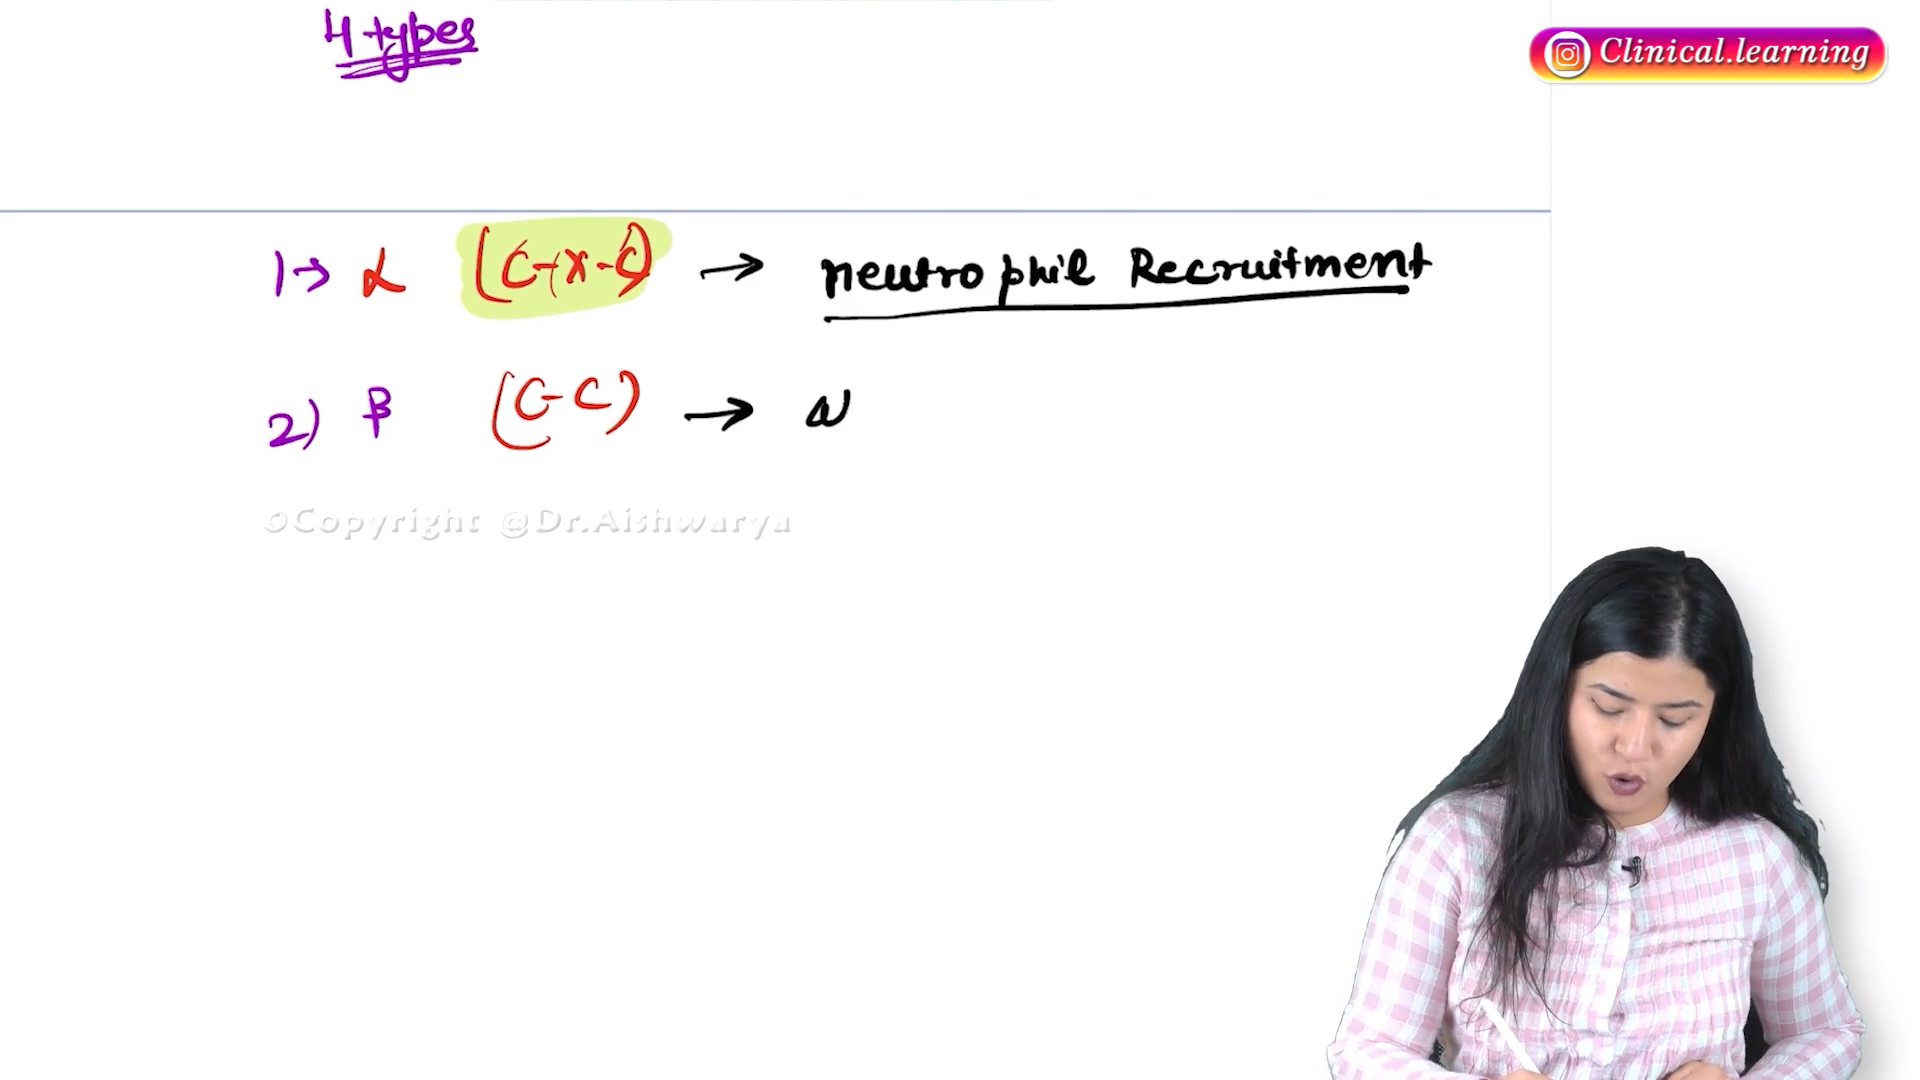 4 types
Clinical.learning
1→ α (C-X-C) → neutrophil Recruitment
2) β (C-C) → N
©Copyright @Dr.Aishwarya